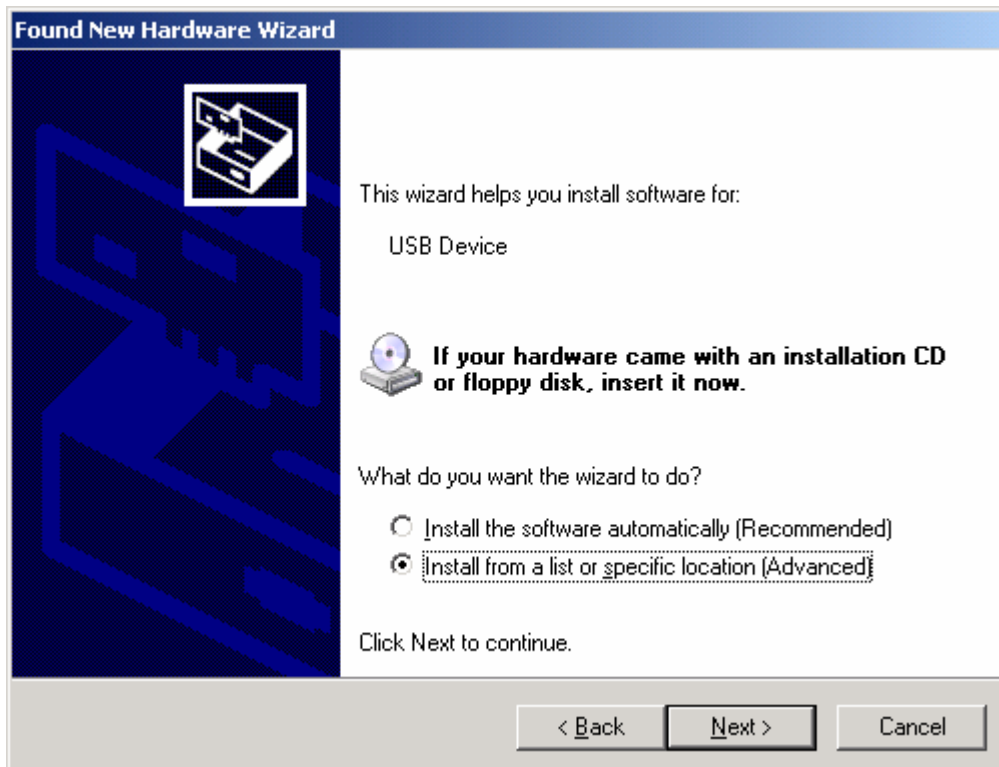 Found New Hardware Wizard
This wizard helps you install software for:
USB Device
If your hardware came with an installation CD
or floppy disk, insert it now.
What do you want the wizard to do?
Install the software automatically (Recommended)
Install from a list or specific location (Advanced)
Click Next to continue.
< Back Next > Cancel